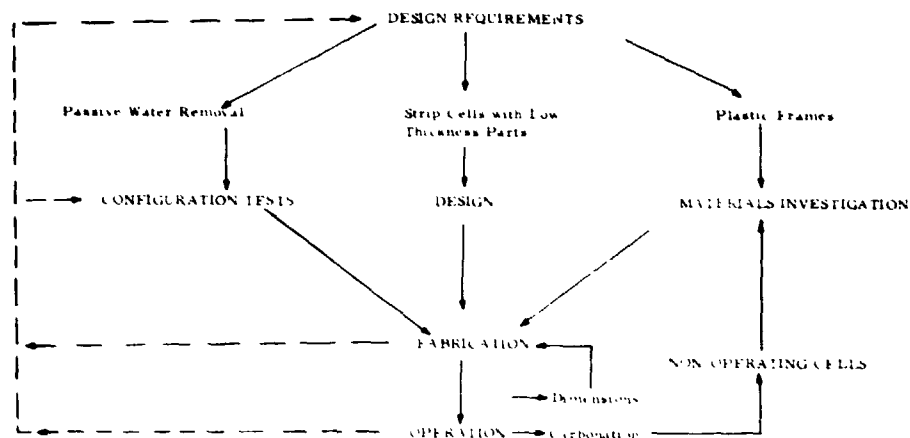 DESIGN REQUIREMENTS
Passive Water Removal
Strip Cells with Low
Thickness Parts
Plastic Frames
CONFIGURATION TESTS
DESIGN
MATERIALS INVESTIGATION
FABRICATION
NON-OPERATING CELLS
Dimensions
OPERATION
Carbonation